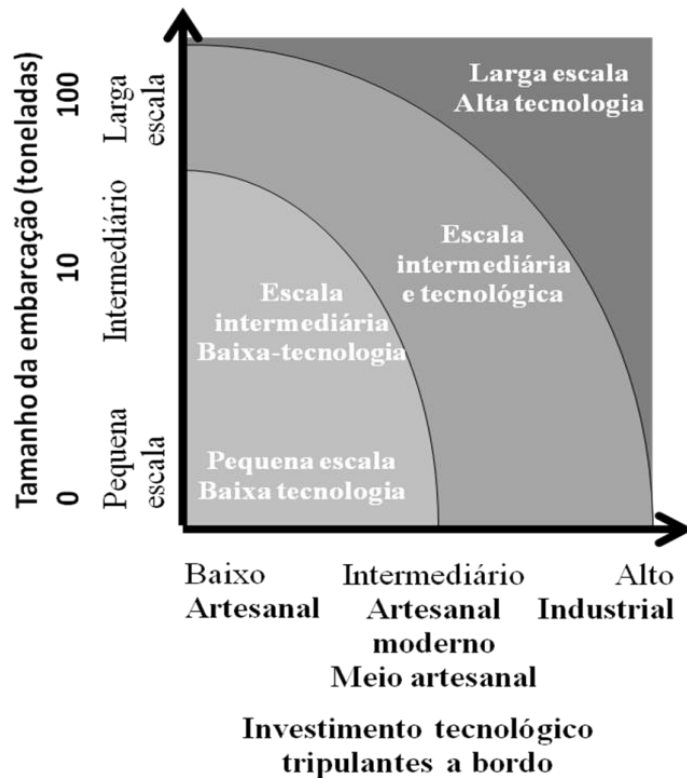 Tamanho da embarcação (toneladas)
100
10
0
Larga
escala
Intermediário
Pequena
escala
Larga escala
Alta tecnologia
Escala
intermediária
e tecnológica
Escala
intermediária
Baixa-tecnologia
Pequena escala
Baixa tecnologia
Baixo
Artesanal
Intermediário
Artesanal
moderno
Meio artesanal
Alto
Industrial
Investimento tecnológico
tripulantes a bordo